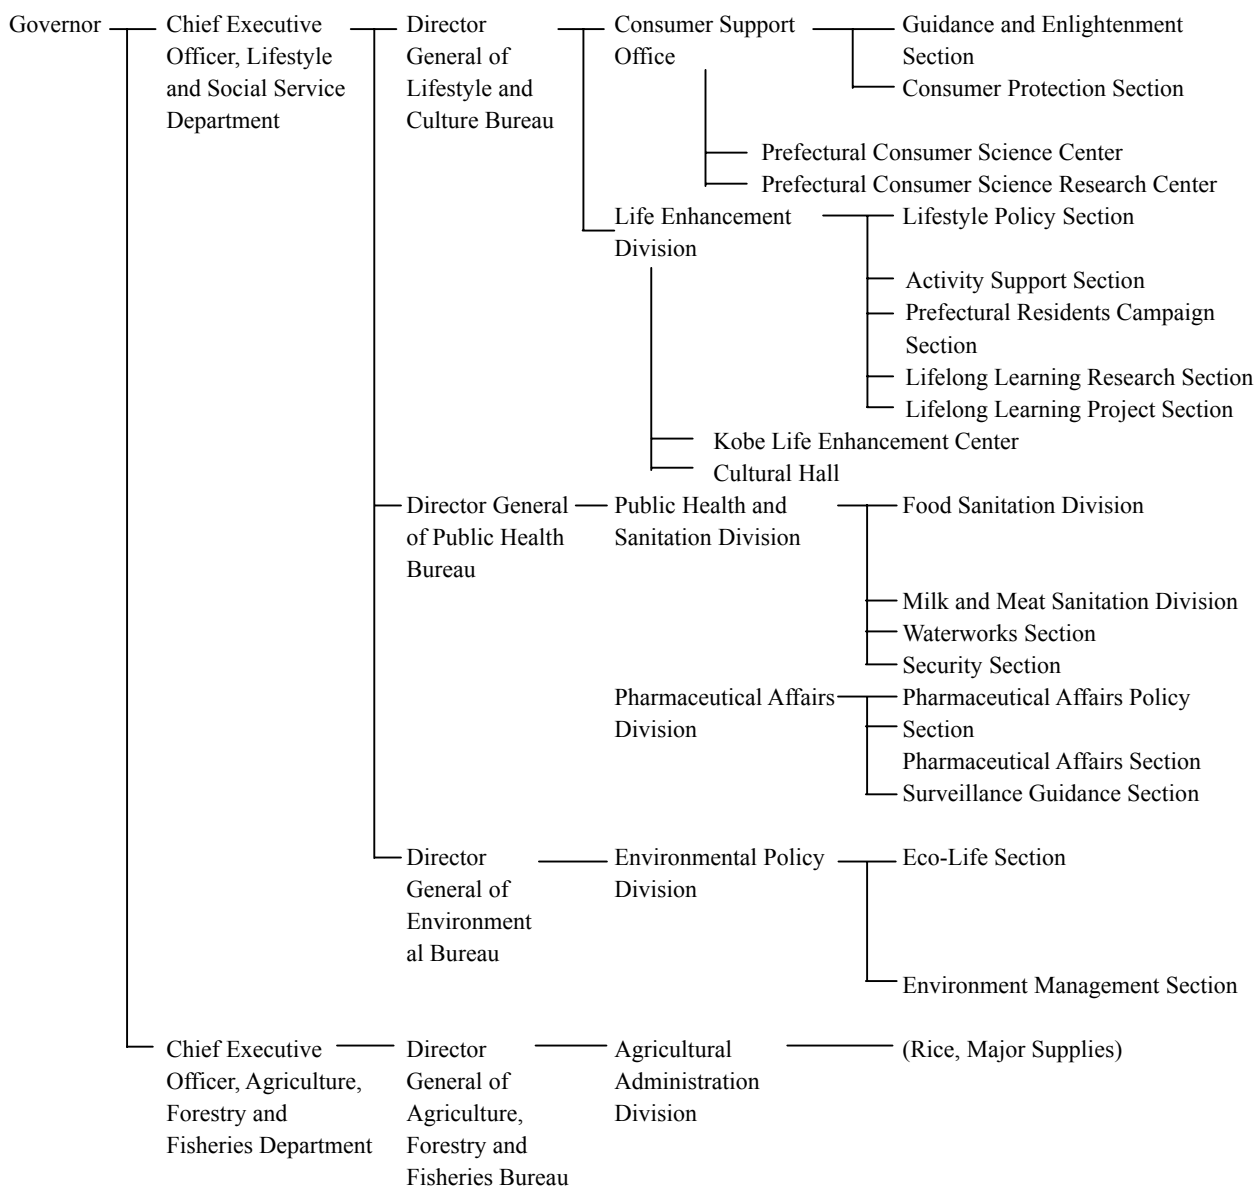 Governor
Chief Executive
Officer, Lifestyle
and Social Service
Department
Director
General of
Lifestyle and
Culture Bureau
Consumer Support
Office
Guidance and Enlightenment
Section
Consumer Protection Section
Prefectural Consumer Science Center
Prefectural Consumer Science Research Center
Life Enhancement
Division
Lifestyle Policy Section
Activity Support Section
Prefectural Residents Campaign
Section
Lifelong Learning Research Section
Lifelong Learning Project Section
Kobe Life Enhancement Center
Cultural Hall
Director General
of Public Health
Bureau
Public Health and
Sanitation Division
Food Sanitation Division
Milk and Meat Sanitation Division
Waterworks Section
Security Section
Pharmaceutical Affairs
Division
Pharmaceutical Affairs Policy
Section
Pharmaceutical Affairs Section
Surveillance Guidance Section
Director
General of
Environment
al Bureau
Environmental Policy
Division
Eco-Life Section
Environment Management Section
Chief Executive
Officer, Agriculture,
Forestry and
Fisheries Department
Director
General of
Agriculture,
Forestry and
Fisheries Bureau
Agricultural
Administration
Division
(Rice, Major Supplies)